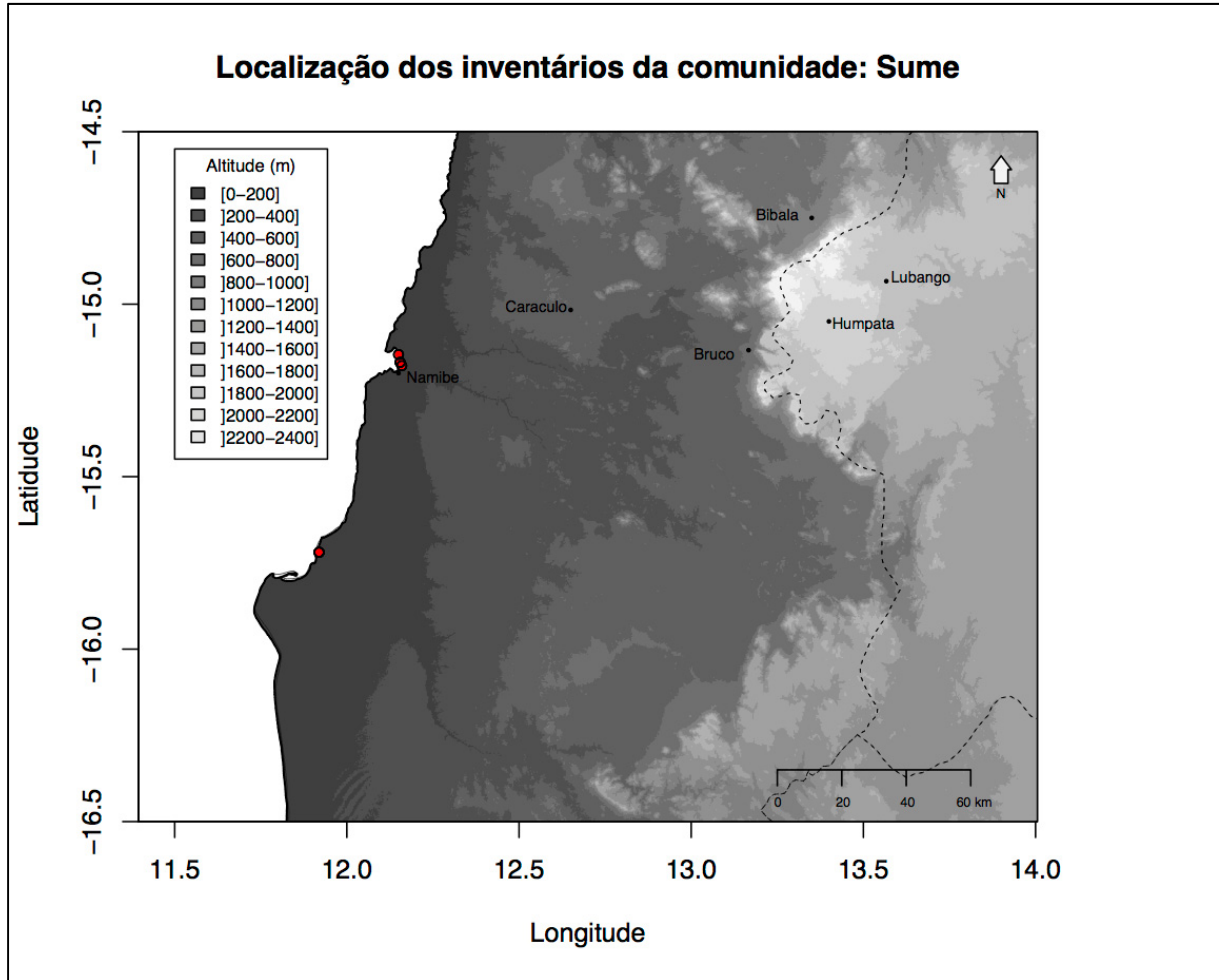 Localização dos inventários da comunidade: Sume
−14.5
−15.0
−15.5
−16.0
−16.5
Latidude
Altitude (m)
[0−200]
]200−400]
]400−600]
]600−800]
]800−1000]
]1000−1200]
]1200−1400]
]1400−1600]
]1600−1800]
]1800−2000]
]2000−2200]
]2200−2400]
N
Bibala
Lubango
Caraculo
Humpata
Bruco
Namibe
0 20 40 60 km
11.5 12.0 12.5 13.0 13.5 14.0
Longitude